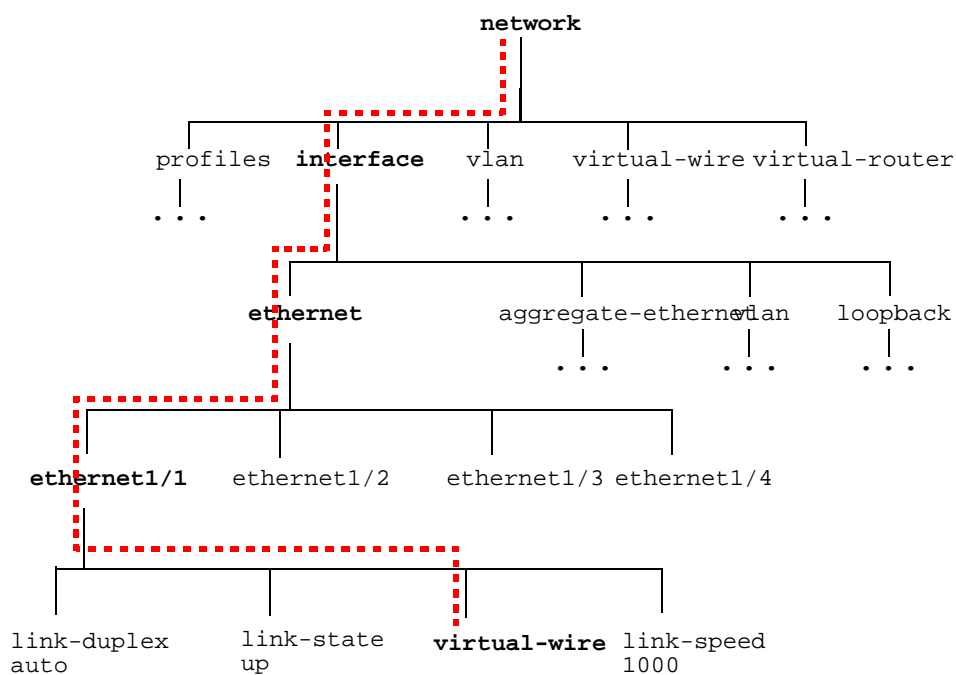 network
profiles interface vlan virtual-wire virtual-router
... ... ... ...
ethernet aggregate-ethernet vlan loopback
... ... ...
ethernet1/1 ethernet1/2 ethernet1/3 ethernet1/4
link-duplex link-state virtual-wire link-speed
auto up 1000